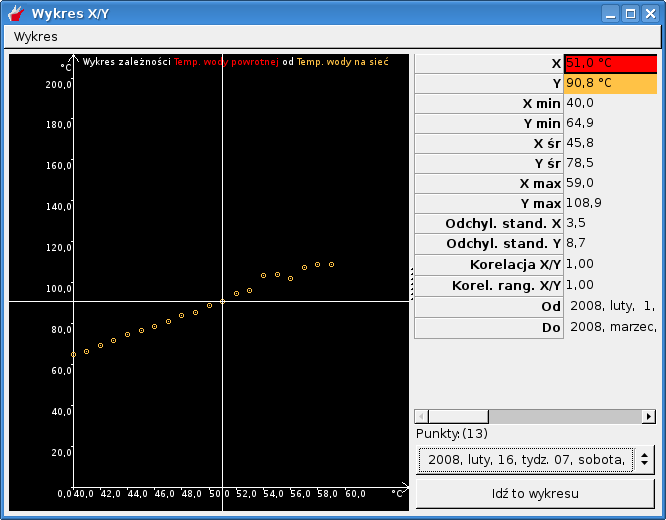 Wykres X/Y
Wykres
°C Wykres zależności Temp. wody powrotnej od Temp. wody na sieć
200,0
180,0
160,0
140,0
120,0
100,0
80,0
60,0
40,0
20,0
0,0 40,0 42,0 44,0 46,0 48,0 50,0 52,0 54,0 56,0 58,0 60,0 °C
X 51,0 °C
Y 90,8 °C
X min 40,0
Y min 64,9
X śr 45,8
Y śr 78,5
X max 59,0
Y max 108,9
Odchyl. stand. X 3,5
Odchyl. stand. Y 8,7
Korelacja X/Y 1,00
Korel. rang. X/Y 1,00
Od 2008, luty, 1,
Do 2008, marzec,
Punkty: (13)
2008, luty, 16, tydz. 07, sobota,
Idź to wykresu